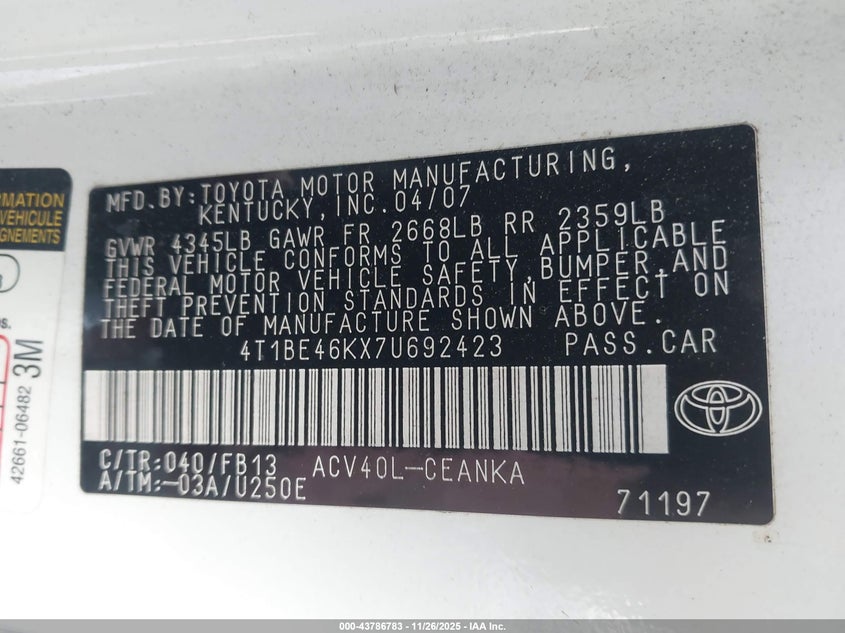 MFD.BY:TOYOTA MOTOR MANUFACTURING,
KENTUCKY,INC.04/07
GVWR 4345LB GAWR FR 2668LB RR 2359LB
THIS VEHICLE CONFORMS TO ALL APPLICABLE
FEDERAL MOTOR VEHICLE SAFETY,BUMPER,AND
THEFT PREVENTION STANDARDS IN EFFECT ON
THE DATE OF MANUFACTURE SHOWN ABOVE.
4T1BE46KX7U692423 PASS.CAR
C/TR:040/FB13 ACV40L-CEANKA
A/TM:-03A/U250E
71197
RMATION
VEHICULE
GNEMENTS
os.
42661-06482 3M
000-43786783 - 11/26/2025 - IAA Inc.